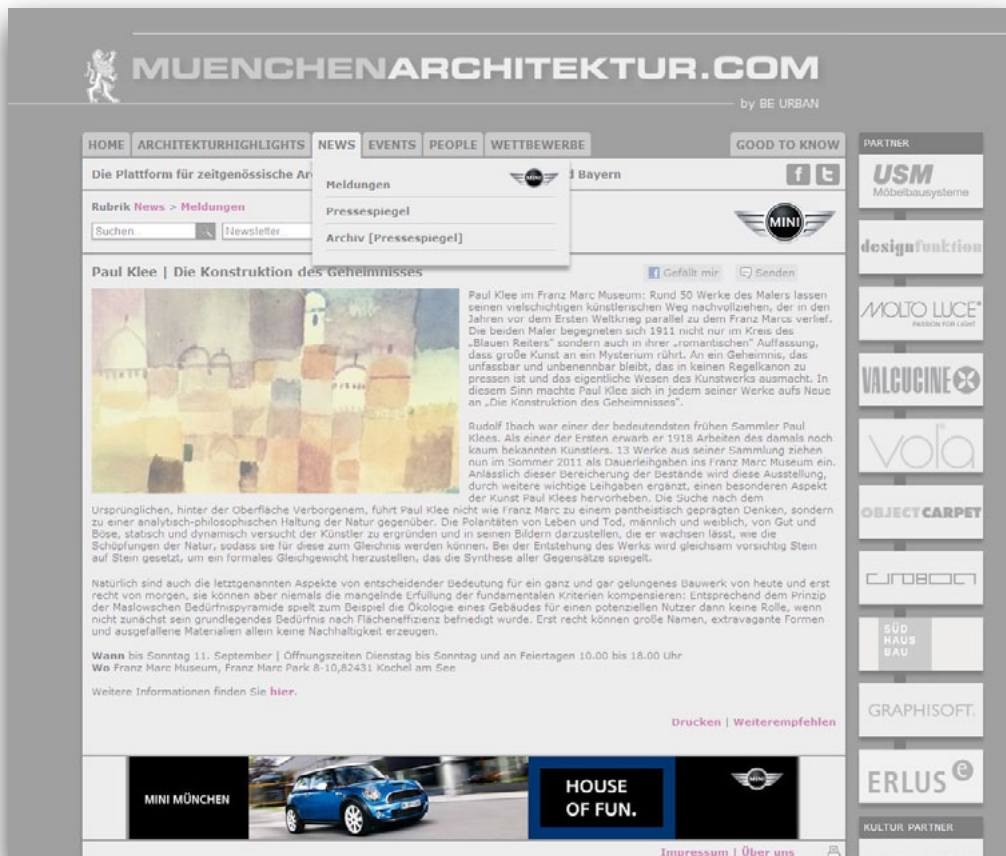 MUENCHENARCHITEKTUR.COM
by BE URBAN
HOME ARCHITEKTURHIGHLIGHTS NEWS EVENTS PEOPLE WETTBEWERBE GOOD TO KNOW
Die Plattform für zeitgenössische Ar d Bayern
Meldungen
MINI
Pressespiegel
Archiv [Pressespiegel]
Rubrik News > Meldungen
Suchen... Newsletter...
MINI
Paul Klee | Die Konstruktion des Geheimnisses
Gefällt mir Senden
Paul Klee im Franz Marc Museum: Rund 50 Werke des Malers lassen
seinen vielschichtigen künstlerischen Weg nachvollziehen, der in den
Jahren vor dem Ersten Weltkrieg parallel zu dem Franz Marcs verlief.
Die beiden Maler begegneten sich 1911 nicht nur im Kreis des
„Blauen Reiters" sondern auch in ihrer „romantischen" Auffassung,
dass große Kunst an ein Mysterium rührt. An ein Geheimnis, das
unfassbar und unbenennbar bleibt, das in keinen Regelkanon zu
pressen ist und das eigentliche Wesen des Kunstwerks ausmacht. In
diesem Sinn machte Paul Klee sich in jedem seiner Werke aufs Neue
an „Die Konstruktion des Geheimnisses".
Rudolf Ibach war einer der bedeutendsten frühen Sammler Paul
Klees. Als einer der Ersten erwarb er 1918 Arbeiten des damals noch
kaum bekannten Künstlers. 13 Werke aus seiner Sammlung ziehen
nun im Sommer 2011 als Dauerleihgaben ins Franz Marc Museum ein.
Anlässlich dieser Bereicherung der Bestände wird diese Ausstellung,
durch weitere wichtige Leihgaben ergänzt, einen besonderen Aspekt
der Kunst Paul Klees hervorheben. Die Suche nach dem
Ursprünglichen, hinter der Oberfläche Verborgenem, führt Paul Klee nicht wie Franz Marc zu einem pantheistisch geprägten Denken, sondern
zu einer analytisch-philosophischen Haltung der Natur gegenüber. Die Polaritäten von Leben und Tod, männlich und weiblich, von Gut und
Böse, statisch und dynamisch versucht der Künstler zu ergründen und in seinen Bildern darzustellen, die er wachsen lässt, wie die
Schöpfungen der Natur, sodass sie für diese zum Gleichnis werden können. Bei der Entstehung des Werks wird gleichsam vorsichtig Stein
auf Stein gesetzt, um ein formales Gleichgewicht herzustellen, das die Synthese aller Gegensätze spiegelt.
Natürlich sind auch die letztgenannten Aspekte von entscheidender Bedeutung für ein ganz und gar gelungenes Bauwerk von heute und erst
recht von morgen, sie können aber niemals die mangelnde Erfüllung der fundamentalen Kriterien kompensieren: Entsprechend dem Prinzip
der Maslowschen Bedürfnispyramide spielt zum Beispiel die Ökologie eines Gebäudes für einen potenziellen Nutzer dann keine Rolle, wenn
nicht zunächst sein grundlegendes Bedürfnis nach Flächeneffizienz befriedigt wurde. Erst recht können große Namen, extravagante Formen
und ausgefallene Materialien allein keine Nachhaltigkeit erzeugen.
Wann bis Sonntag 11. September | Öffnungszeiten Dienstag bis Sonntag und an Feiertagen 10.00 bis 18.00 Uhr
Wo Franz Marc Museum, Franz Marc Park 8-10,82431 Kochel am See
Weitere Informationen finden Sie hier.
Drucken | Weiterempfehlen
MINI MÜNCHEN
HOUSE
OF FUN.
MINI
Impressum | Über uns
PARTNER
USM
Möbelbausysteme
designfunktion
MOLTO LUCE
PASSION FOR LIGHT
VALCUCINE
vola
OBJECT CARPET
SÜD
HAUS
BAU
GRAPHISOFT.
ERLUS e
KULTUR PARTNER